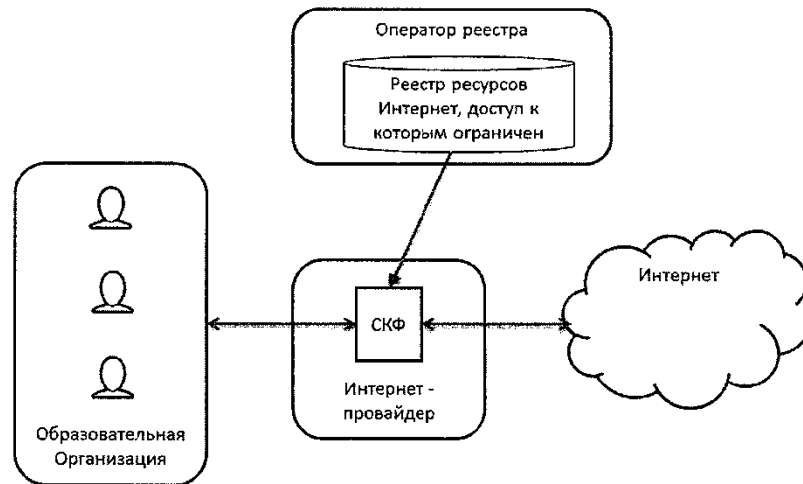 Оператор реестра
Реестр ресурсов
Интернет, доступ к
которым ограничен
Интернет
СКФ
Интернет -
провайдер
Образовательная
Организация